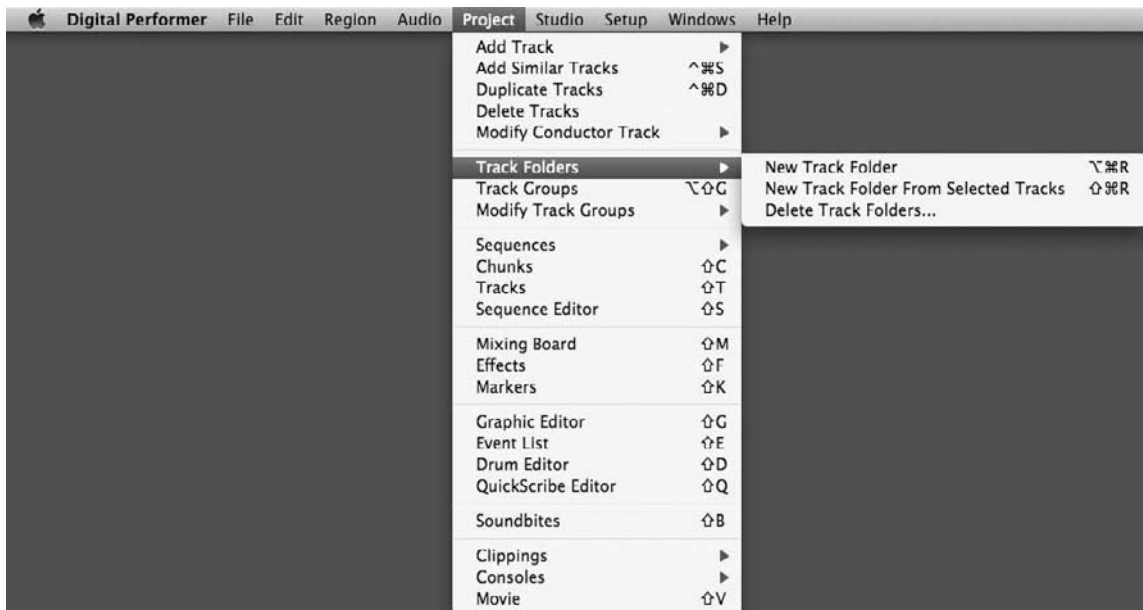 Digital Performer File Edit Region Audio Project Studio Setup Windows Help
Add Track ▶
Add Similar Tracks ^⌘S
Duplicate Tracks ^⌘D
Delete Tracks
Modify Conductor Track ▶
Track Folders ▶
New Track Folder ⌥⌘R
New Track Folder From Selected Tracks ⇧⌘R
Delete Track Folders...
Track Groups ⌥⇧G
Modify Track Groups ▶
Sequences ▶
Chunks ⇧C
Tracks ⇧T
Sequence Editor ⇧S
Mixing Board ⇧M
Effects ⇧F
Markers ⇧K
Graphic Editor ⇧G
Event List ⇧E
Drum Editor ⇧D
QuickScribe Editor ⇧Q
Soundbites ⇧B
Clippings ▶
Consoles ▶
Movie ⇧V